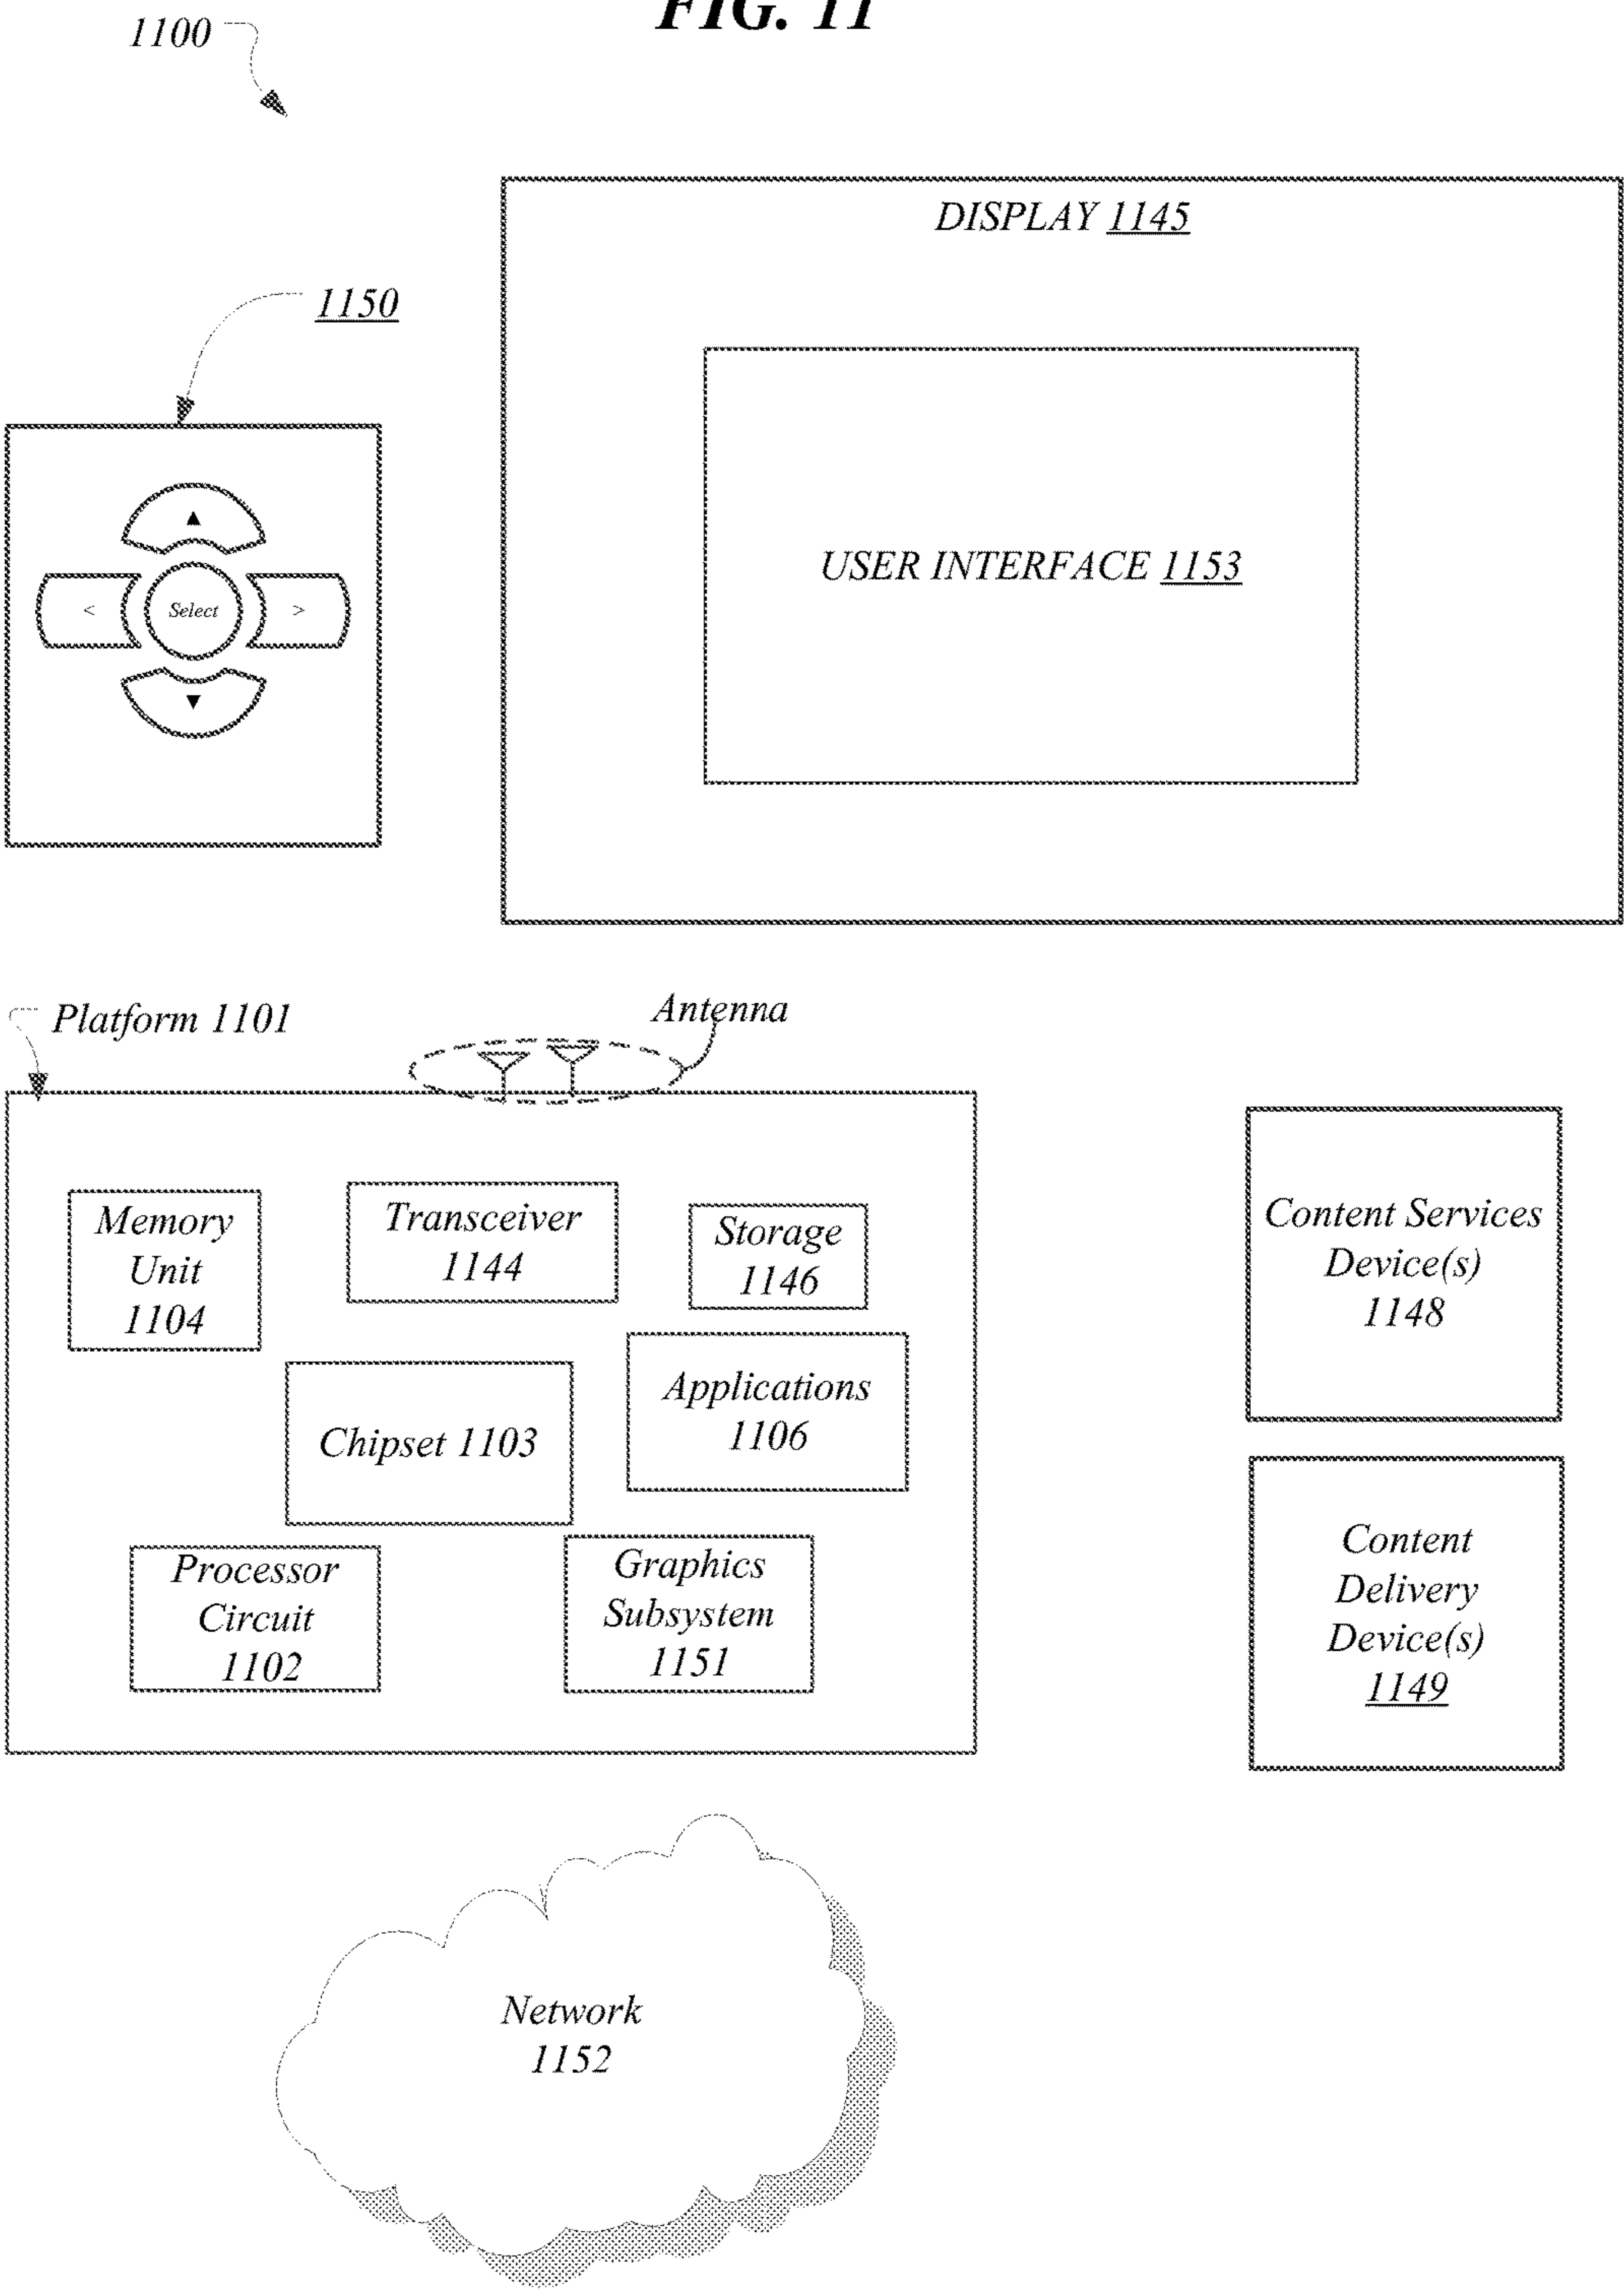 FIG. 11
1100
DISPLAY 1145
1150
USER INTERFACE 1153
▲
< Select >
▼
Platform 1101
Antenna
Memory
Unit
1104
Transceiver
1144
Storage
1146
Chipset 1103
Applications
1106
Processor
Circuit
1102
Graphics
Subsystem
1151
Content Services
Device(s)
1148
Content
Delivery
Device(s)
1149
Network
1152